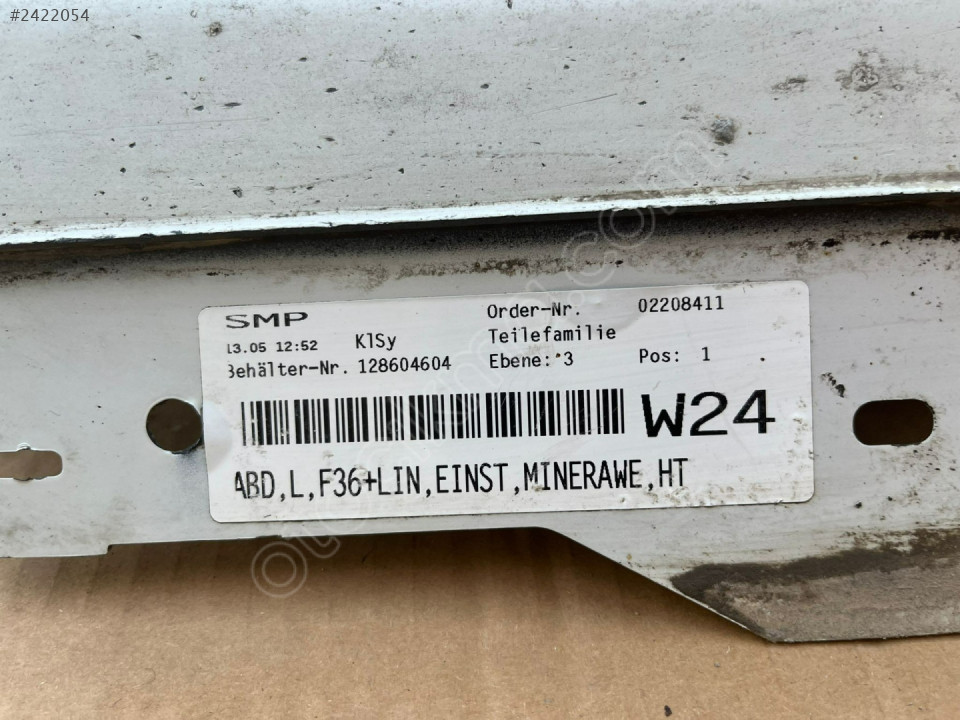 #2422054
SMP
13.05 12:52 KlSy
Behälter-Nr. 128604604
Order-Nr. 02208411
Teilefamilie
Ebene: 3 Pos: 1
W24
ABD,L,F36+LIN,EINST,MINERAWE,HT